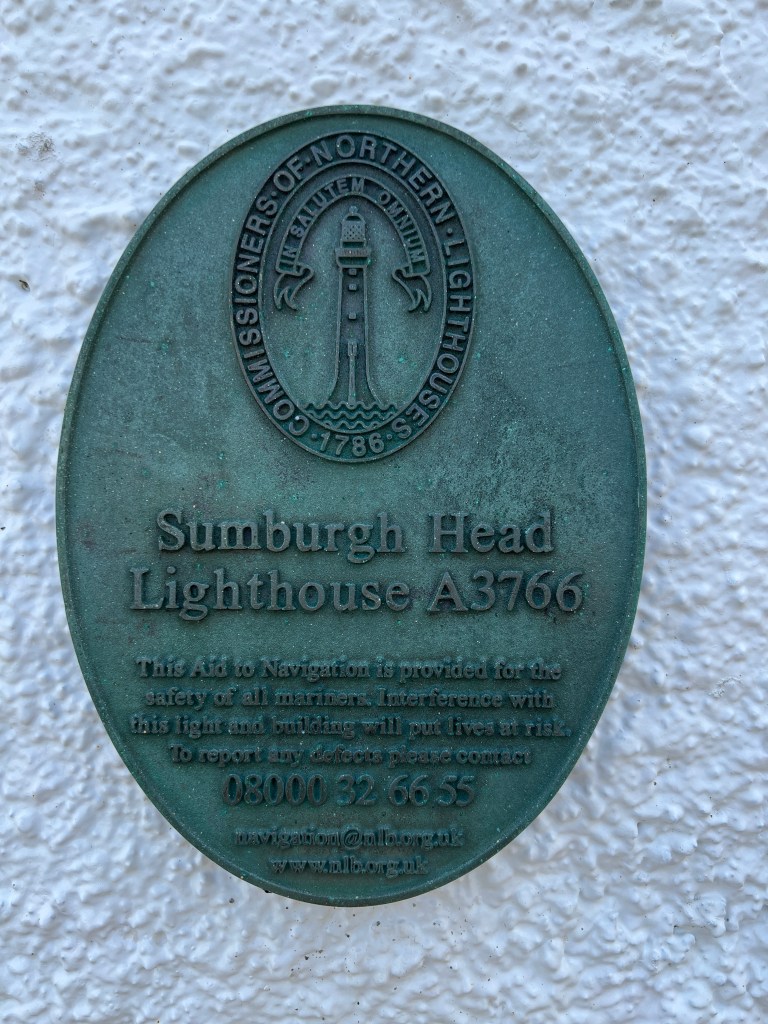 COMMISSIONERS·OF·NORTHERN·LIGHTHOUSES
IN SALUTEM OMNIUM
·1786·
Sumburgh Head
Lighthouse A3766
This Aid to Navigation is provided for the
safety of all mariners. Interference with
this light and building will put lives at risk.
To report any defects please contact
08000 32 66 55
navigation@nlb.org.uk
www.nlb.org.uk